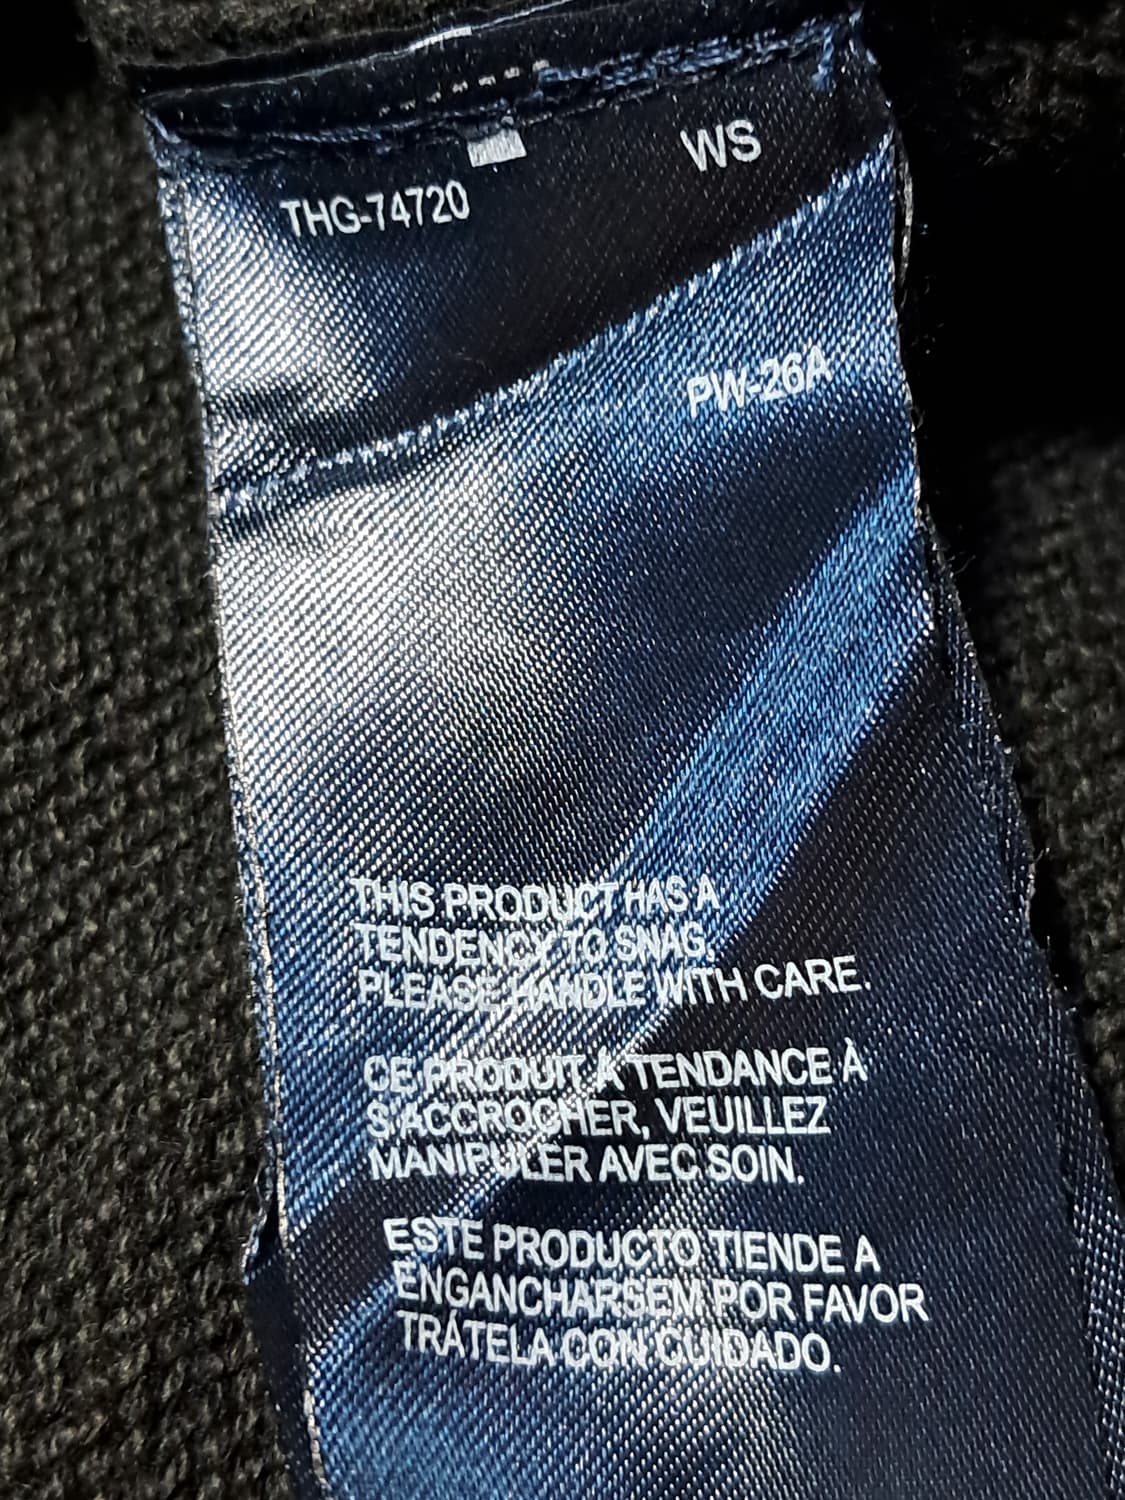 WS
THG-74720
PW-26A
THIS PRODUCT HAS A
TENDENCY TO SNAG.
PLEASE HANDLE WITH CARE.
CE PRODUIT A TENDANCE À
S'ACCROCHER, VEUILLEZ
MANIPULER AVEC SOIN.
ESTE PRODUCTO TIENDE A
ENGANCHARSEM POR FAVOR
TRÁTELA CON CUIDADO.